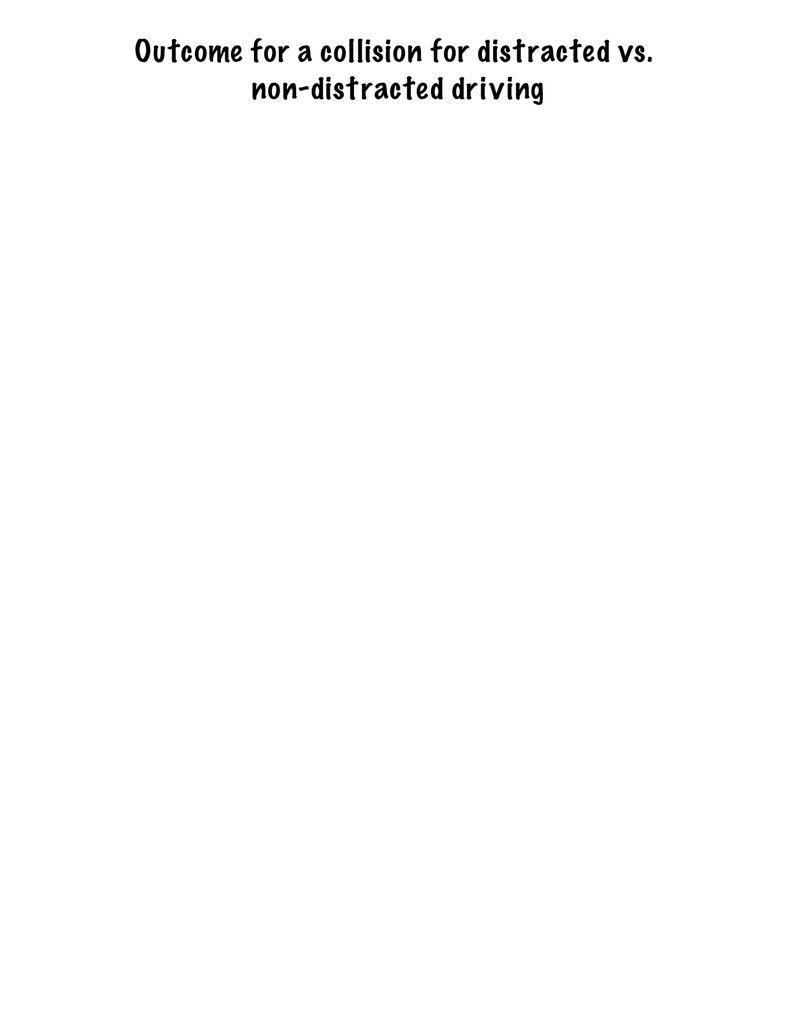 Outcome for a collision for distracted vs.
non-distracted driving